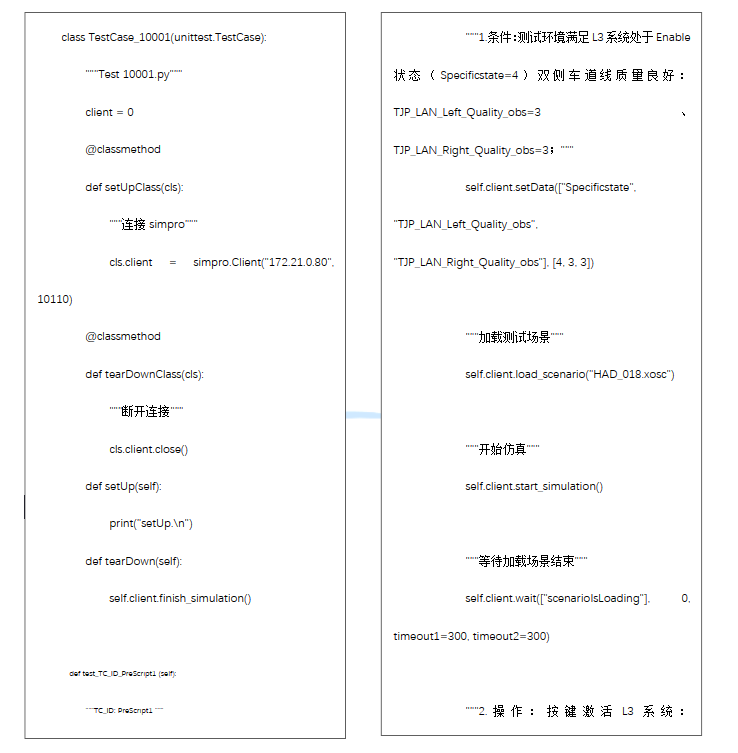 class TestCase_10001(unittest.TestCase):
"""Test 10001.py"""
client = 0
@classmethod
def setUpClass(cls):
"""连接 simpro"""
cls.client = simpro.Client("172.21.0.80",
10110)
@classmethod
def tearDownClass(cls):
"""断开连接"""
cls.client.close()
def setUp(self):
print("setUp.\n")
def tearDown(self):
self.client.finish_simulation()
def test_TC_ID_PreScript1 (self):
"""TC_ID: PreScript1 """
"""1.条件：测试环境满足 L3 系统处于 Enable
状态（Specificstate=4）双侧车道线质量良好：
TJP_LAN_Left_Quality_obs=3 、
TJP_LAN_Right_Quality_obs=3；"""
self.client.setData(["Specificstate",
"TJP_LAN_Left_Quality_obs",
"TJP_LAN_Right_Quality_obs"], [4, 3, 3])
"""加载测试场景"""
self.client.load_scenario("HAD_018.xosc")
"""开始仿真"""
self.client.start_simulation()
"""等待加载场景结束"""
self.client.wait(["scenarioIsLoading"], 0,
timeout1=300, timeout2=300)
"""2.操作：按键激活 L3 系统：